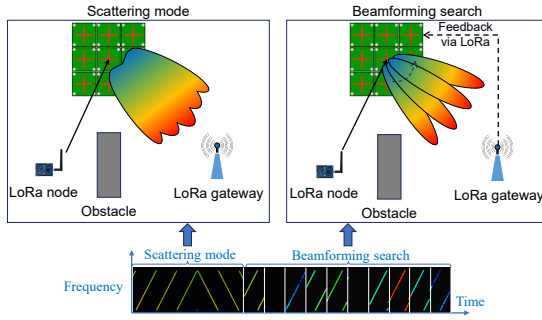 Scattering mode
LoRa node
Obstacle
LoRa gateway
Beamforming search
Feedback
via LoRa
LoRa node
Obstacle
LoRa gateway
Scattering mode
Beamforming search
Frequency
Time